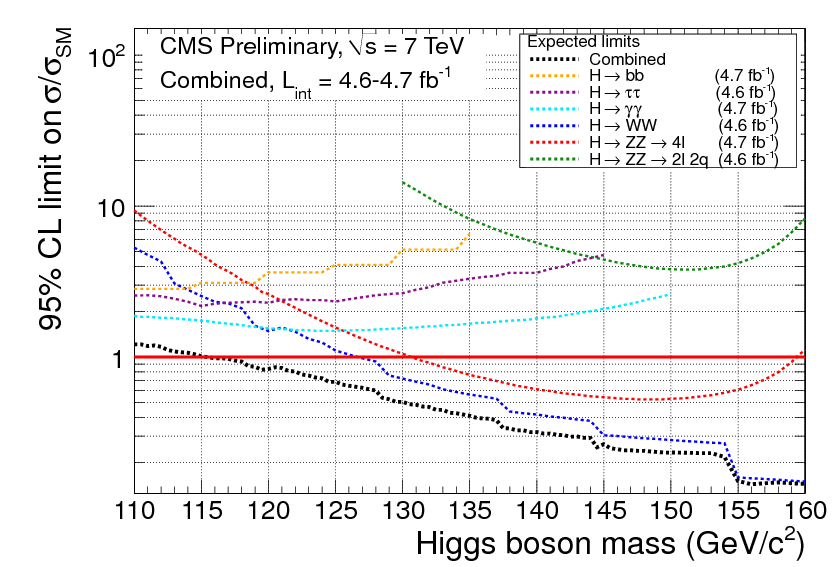 CMS Preliminary, √s = 7 TeV
Combined, L_int = 4.6-4.7 fb⁻¹
Expected limits
Combined
H → bb (4.7 fb⁻¹)
H → ττ (4.6 fb⁻¹)
H → γγ (4.7 fb⁻¹)
H → WW (4.6 fb⁻¹)
H → ZZ → 4l (4.7 fb⁻¹)
H → ZZ → 2l 2q (4.6 fb⁻¹)
95% CL limit on σ/σ_SM
10²
10
1
110 115 120 125 130 135 140 145 150 155 160
Higgs boson mass (GeV/c²)